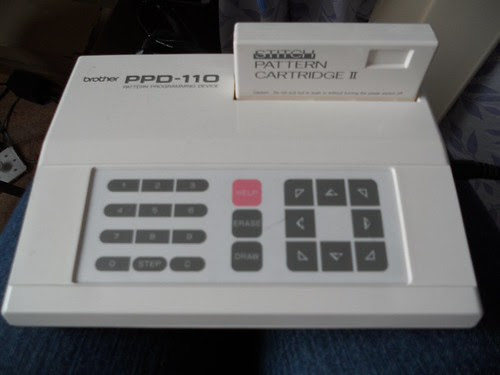 STITCH
PATTERN
CARTRIDGE II
brother PPD-110
PATTERN PROGRAMMING DEVICE
1 2 3 HELP
4 5 6 ERASE
7 8 9 DRAW
0 STEP